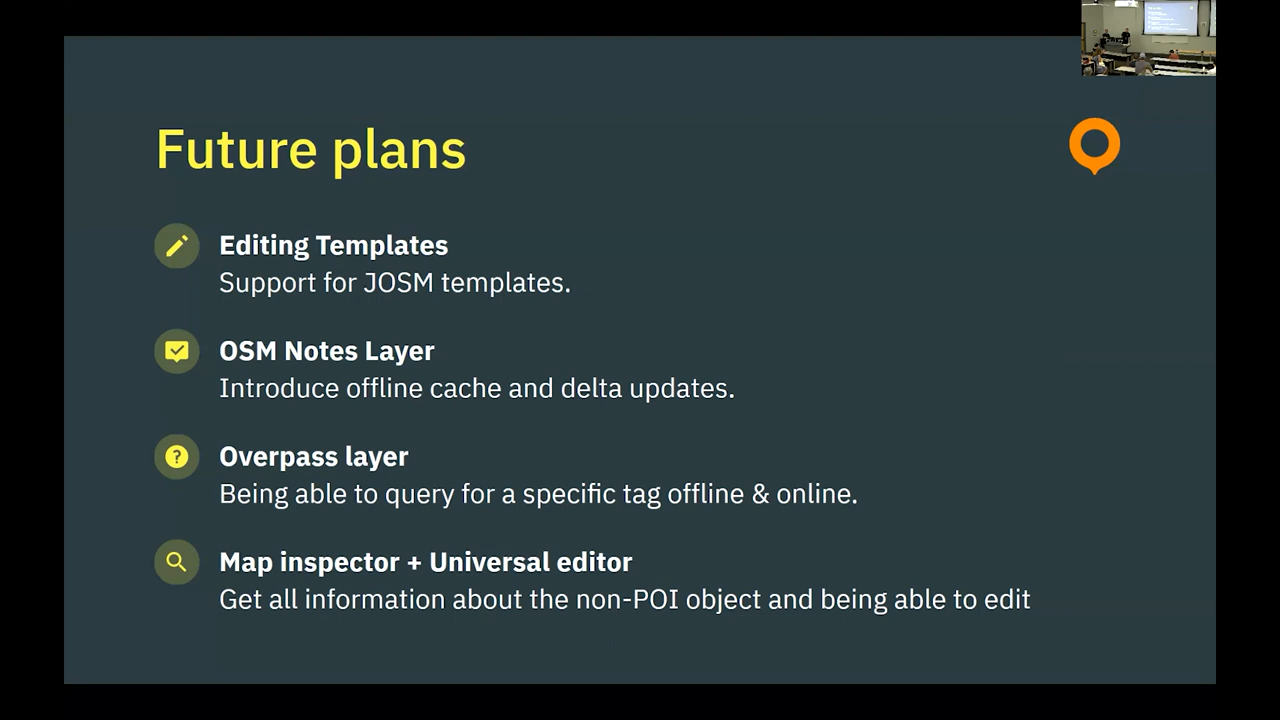 Future plans
Editing Templates
Support for JOSM templates.
OSM Notes Layer
Introduce offline cache and delta updates.
Overpass layer
Being able to query for a specific tag offline & online.
Map inspector + Universal editor
Get all information about the non-POI object and being able to edit